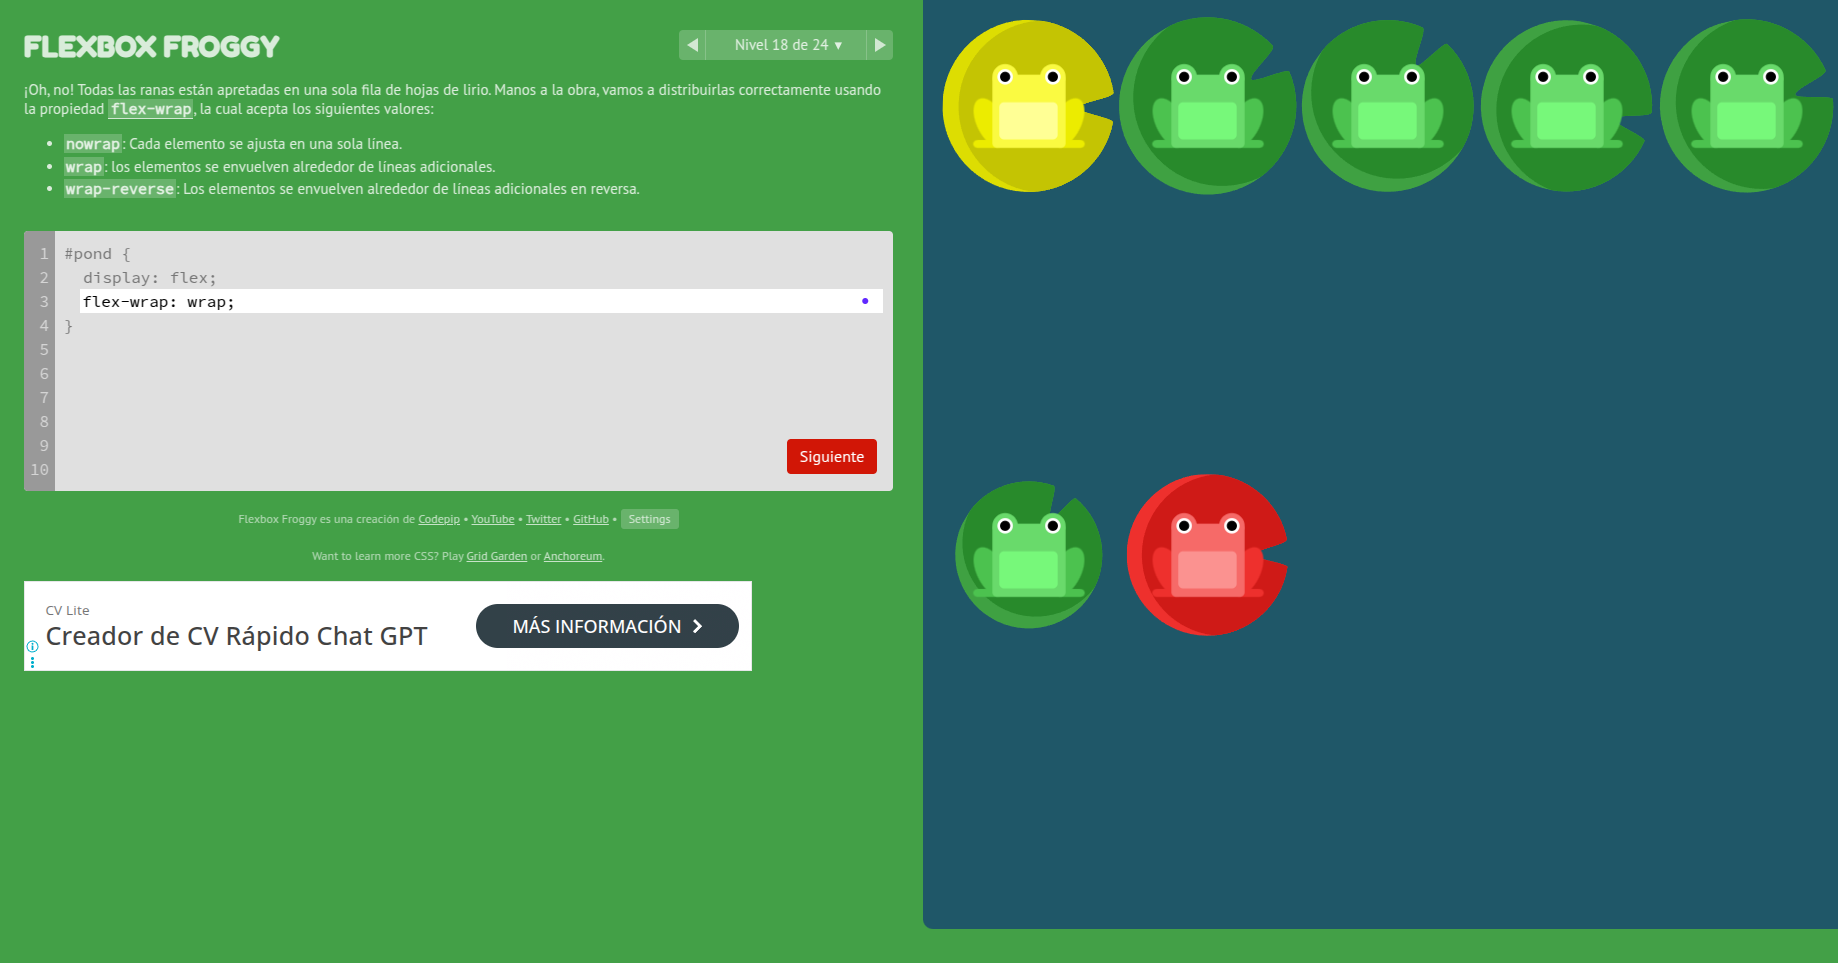 FLEXBOX FROGGY
Nivel 18 de 24 ▼
¡Oh, no! Todas las ranas están apretadas en una sola fila de hojas de lirio. Manos a la obra, vamos a distribuirlas correctamente usando
la propiedad flex-wrap, la cual acepta los siguientes valores:
• nowrap: Cada elemento se ajusta en una sola línea.
• wrap: los elementos se envuelven alrededor de líneas adicionales.
• wrap-reverse: Los elementos se envuelven alrededor de líneas adicionales en reversa.
1 #pond {
2 display: flex;
3 flex-wrap: wrap;
4 }
5
6
7
8
9
10
Siguiente
Flexbox Froggy es una creación de Codepip • YouTube • Twitter • GitHub • Settings
Want to learn more CSS? Play Grid Garden or Anchoreum.
CV Lite
Creador de CV Rápido Chat GPT
MÁS INFORMACIÓN